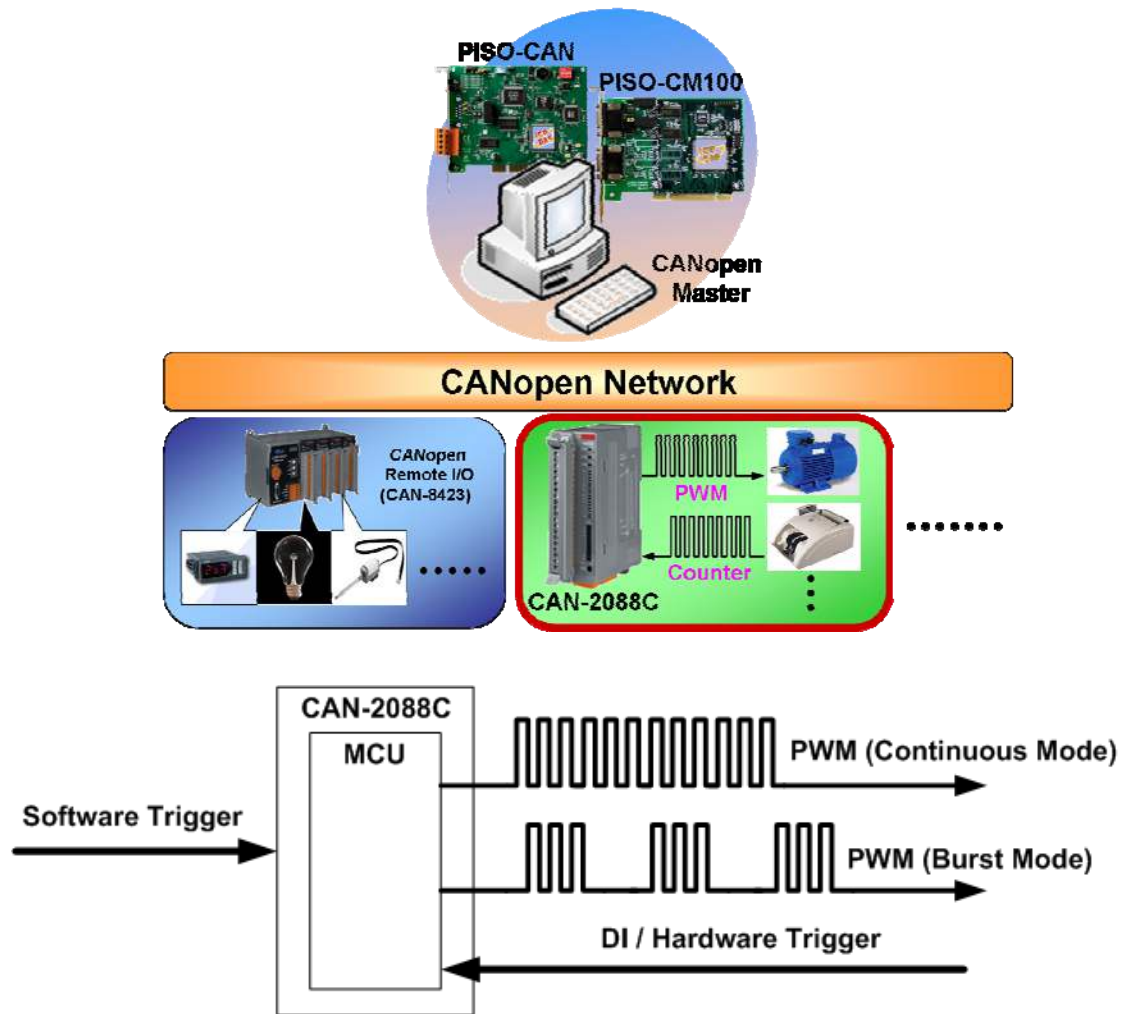 PISO-CAN
PISO-CM100
CANopen
Master
CANopen Network
CANopen
Remote I/O
(CAN-8423)
PWM
Counter
CAN-2088C
CAN-2088C
MCU
PWM (Continuous Mode)
Software Trigger
PWM (Burst Mode)
DI / Hardware Trigger